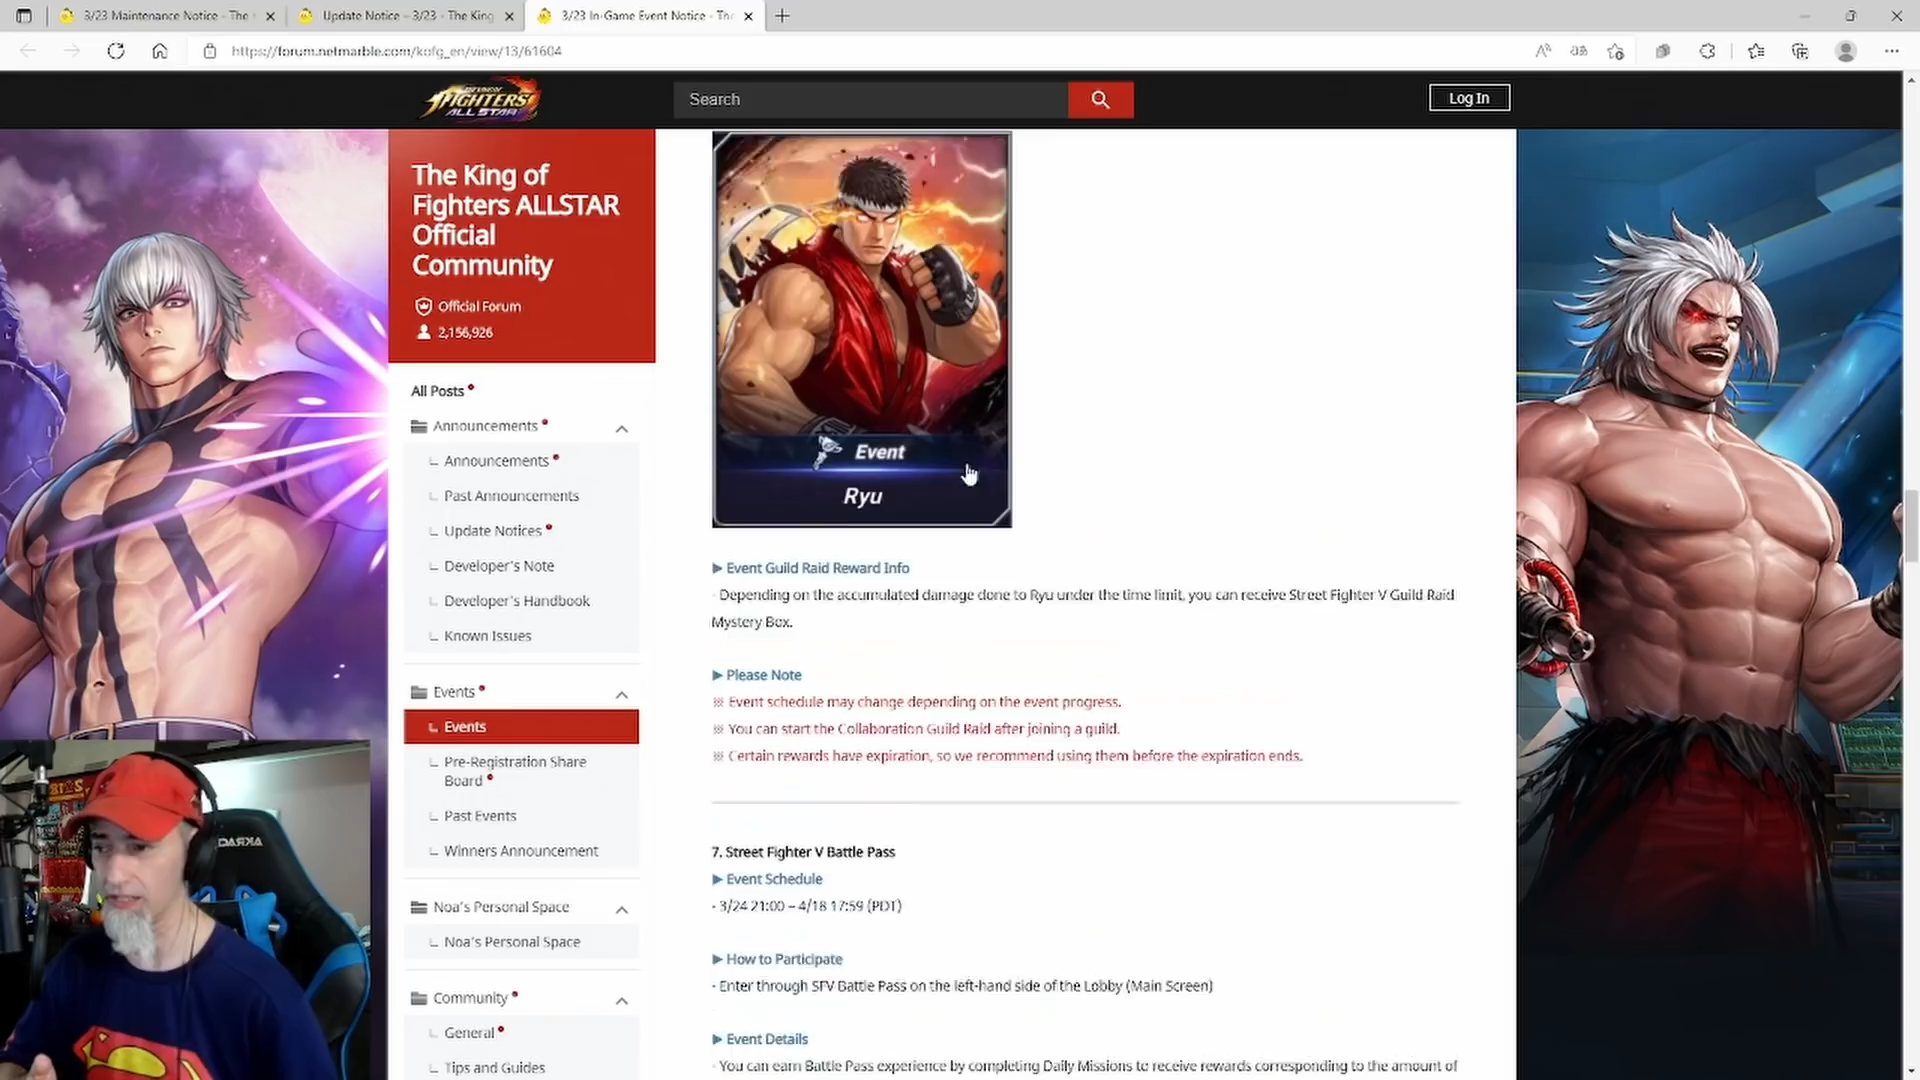 3/23 Maintenance Notice - The
Update Notice – 3/23 - The King
3/23 In-Game Event Notice - The
https://forum.netmarble.com/kofg_en/view/13/61604
FIGHTERS
ALLSTAR
Search
Log In
The King of
Fighters ALLSTAR
Official
Community
Official Forum
2,156,926
All Posts
Announcements
Announcements
Past Announcements
Update Notices
Developer's Note
Developer's Handbook
Known Issues
Events
Events
Pre-Registration Share
Board
Past Events
Winners Announcement
Noa's Personal Space
Noa's Personal Space
Community
General
Tips and Guides
Event
Ryu
▶ Event Guild Raid Reward Info
- Depending on the accumulated damage done to Ryu under the time limit, you can receive Street Fighter V Guild Raid
Mystery Box.
▶ Please Note
※ Event schedule may change depending on the event progress.
※ You can start the Collaboration Guild Raid after joining a guild.
※ Certain rewards have expiration, so we recommend using them before the expiration ends.
7. Street Fighter V Battle Pass
▶ Event Schedule
- 3/24 21:00 – 4/18 17:59 (PDT)
▶ How to Participate
- Enter through SFV Battle Pass on the left-hand side of the Lobby (Main Screen)
▶ Event Details
- You can earn Battle Pass experience by completing Daily Missions to receive rewards corresponding to the amount of
AKRACING